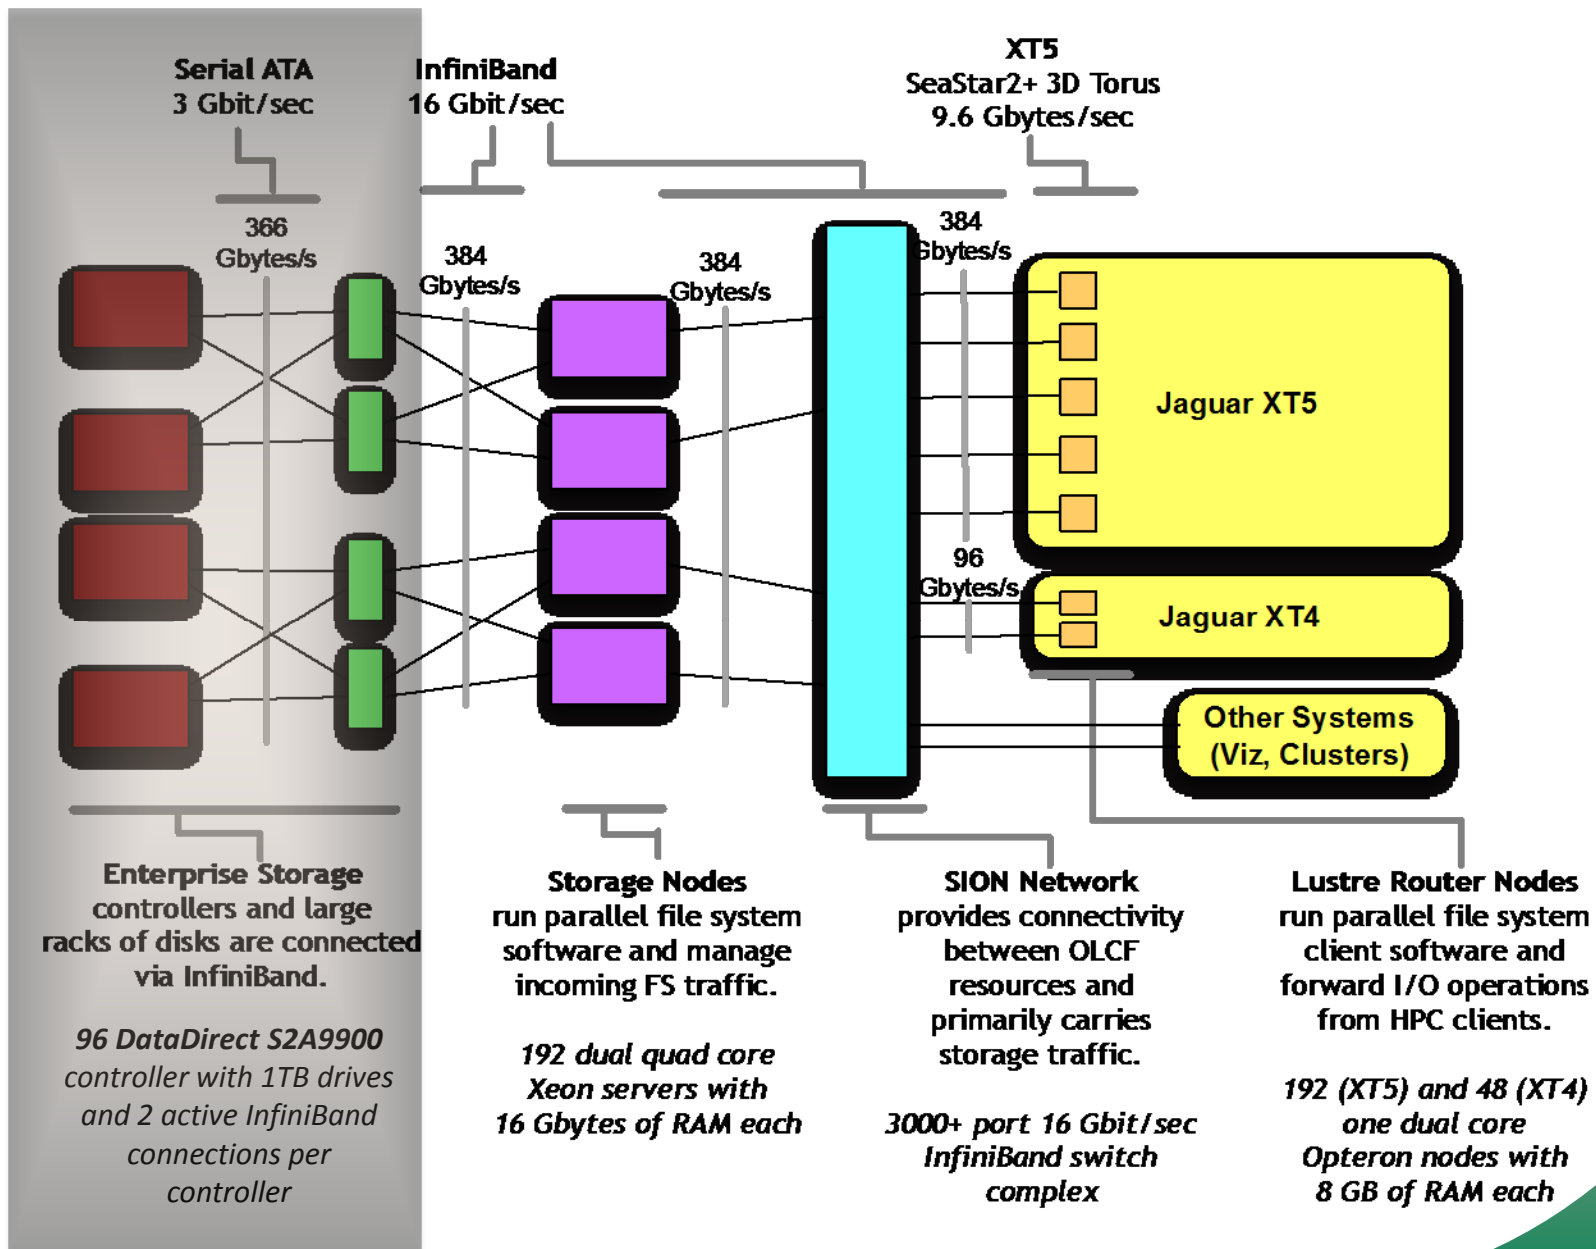 Serial ATA
3 Gbit/sec
InfiniBand
16 Gbit/sec
XT5
SeaStar2+ 3D Torus
9.6 Gbytes/sec
366
Gbytes/s
384
Gbytes/s
384
Gbytes/s
384
Gbytes/s
Jaguar XT5
96
Gbytes/s
Jaguar XT4
Other Systems
(Viz, Clusters)
Enterprise Storage
controllers and large
racks of disks are connected
via InfiniBand.
96 DataDirect S2A9900
controller with 1TB drives
and 2 active InfiniBand
connections per
controller
Storage Nodes
run parallel file system
software and manage
incoming FS traffic.
192 dual quad core
Xeon servers with
16 Gbytes of RAM each
SION Network
provides connectivity
between OLCF
resources and
primarily carries
storage traffic.
3000+ port 16 Gbit/sec
InfiniBand switch
complex
Lustre Router Nodes
run parallel file system
client software and
forward I/O operations
from HPC clients.
192 (XT5) and 48 (XT4)
one dual core
Opteron nodes with
8 GB of RAM each